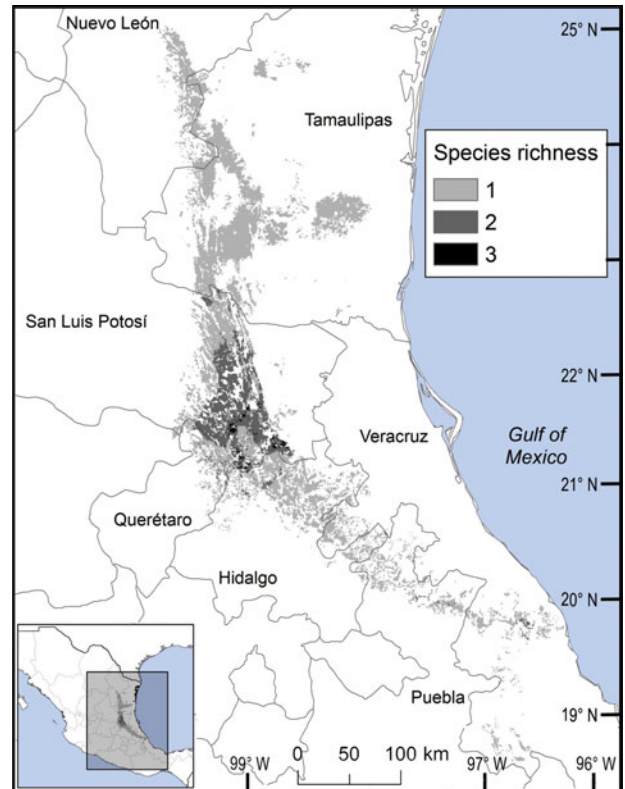 Nuevo León
25° N
Tamaulipas
Species richness
1
2
3
San Luis Potosí
22° N
Veracruz
Gulf of
Mexico
21° N
Querétaro
Hidalgo
20° N
Puebla
19° N
99° W
0 50 100 km
97° W
96° W